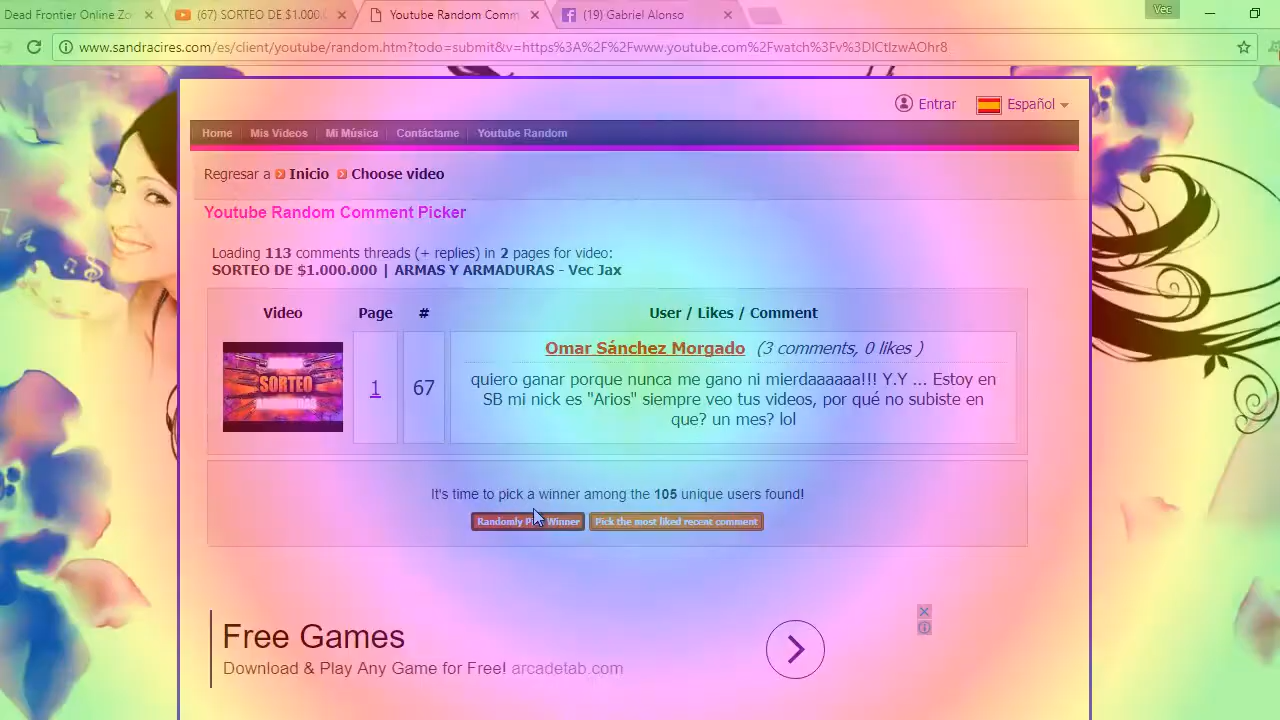 Dead Frontier Online Zo
(67) SORTEO DE $1.000.
Youtube Random Comm
(19) Gabriel Alonso
Vec
www.sandracires.com/es/client/youtube/random.htm?todo=submit&v=https%3A%2F%2Fwww.youtube.com%2Fwatch%3Fv%3DICtIzwAOhr8
Entrar
Español
Home
Mis Videos
Mi Música
Contáctame
Youtube Random
Regresar a Inicio Choose video
Youtube Random Comment Picker
Loading 113 comments threads (+ replies) in 2 pages for video:
SORTEO DE $1.000.000 | ARMAS Y ARMADURAS - Vec Jax
Video Page # User / Likes / Comment
SORTEO
1
67
Omar Sánchez Morgado (3 comments, 0 likes )
quiero ganar porque nunca me gano ni mierdaaaaaa!!! Y.Y ... Estoy en
SB mi nick es "Arios" siempre veo tus videos, por qué no subiste en
que? un mes? lol
It's time to pick a winner among the 105 unique users found!
Randomly Winner
Pick the most liked recent comment
Free Games
Download & Play Any Game for Free! arcadetab.com